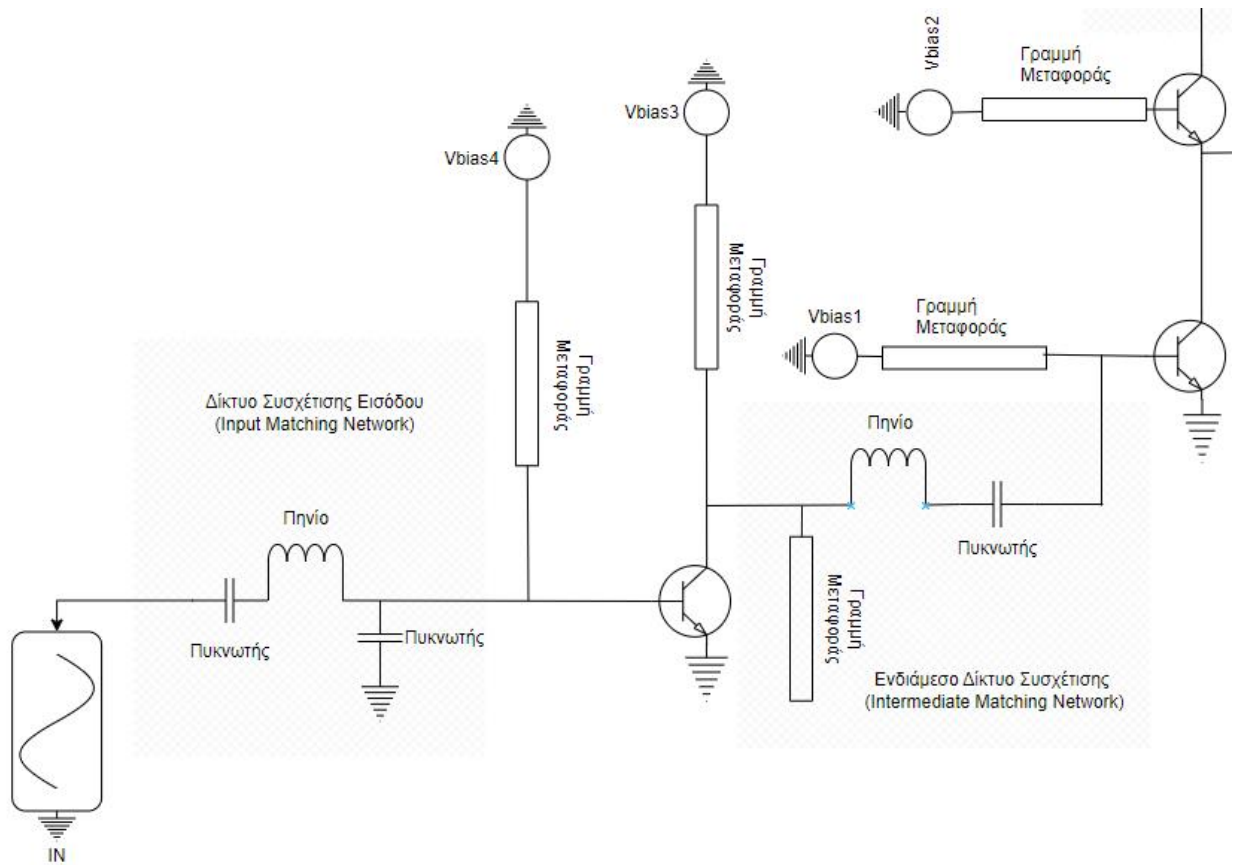 Vbias2
Γραμμή
Μεταφοράς
Vbias3
Vbias4
Γραμμή
Μεταφοράς
Vbias1
Γραμμή
Μεταφοράς
Γραμμή
Μεταφοράς
Δίκτυο Συσχέτισης Εισόδου
(Input Matching Network)
Πηνίο
Πηνίο
Πυκνωτής
Πυκνωτής
Πυκνωτής
Γραμμή
Μεταφοράς
Ενδιάμεσο Δίκτυο Συσχέτισης
(Intermediate Matching Network)
IN